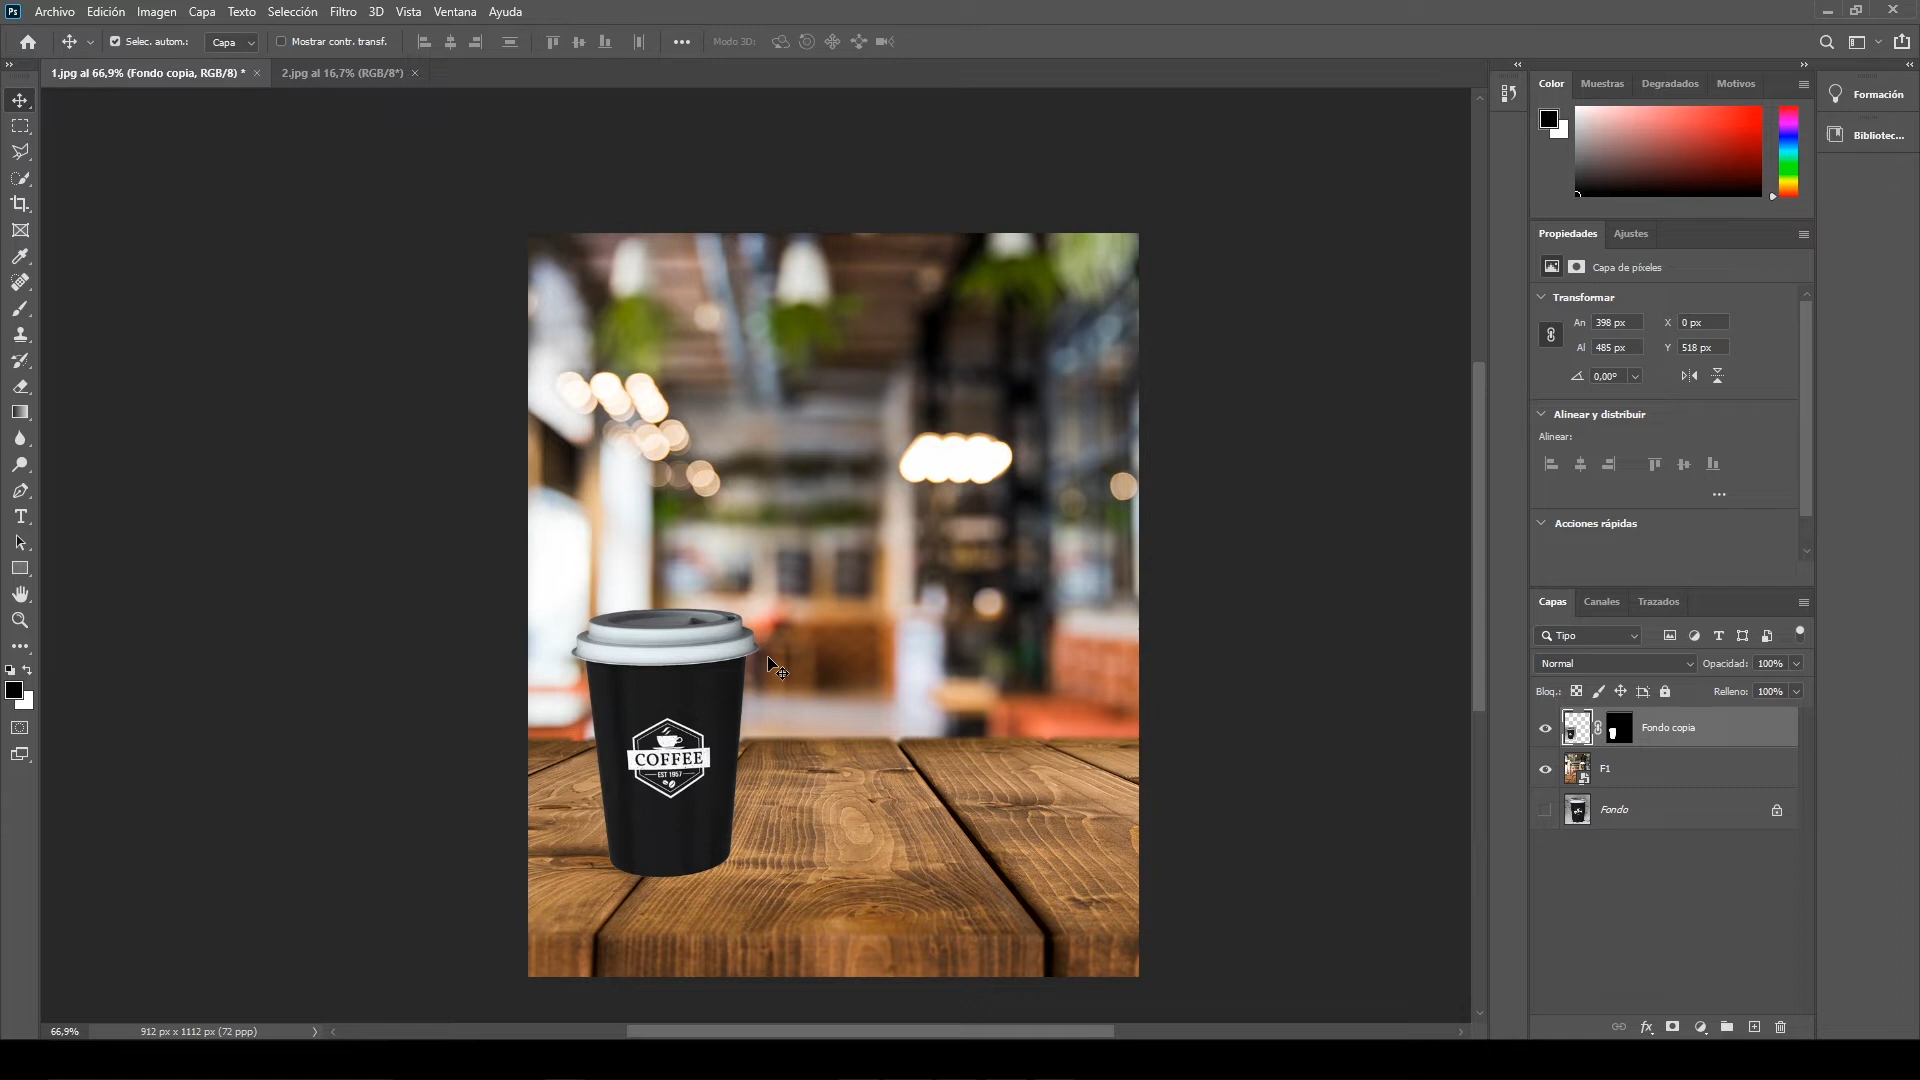 Ps Archivo Edición Imagen Capa Texto Selección Filtro 3D Vista Ventana Ayuda
Selec. autom.: Capa Mostrar contr. transf. Modo 3D:
1.jpg al 66,9% (Fondo copia, RGB/8) * 2.jpg al 16,7% (RGB/8*)
Color Muestras Degradados Motivos
Formación
Bibliotec...
Propiedades Ajustes
Capa de píxeles
Transformar
An 398 px X 0 px
Al 485 px Y 518 px
0,00°
Alinear y distribuir
Alinear:
Acciones rápidas
Capas Canales Trazados
Tipo
Normal Opacidad: 100%
Bloq.: Relleno: 100%
Fondo copia
F1
Fondo
COFFEE
EST 1957
66,9% 912 px x 1112 px (72 ppp)
fx